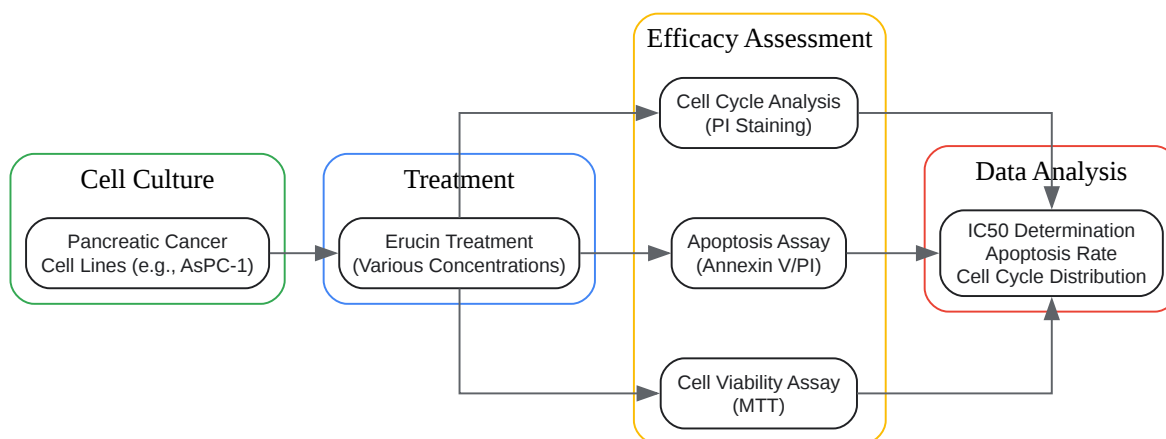 Cell Culture
Pancreatic Cancer
Cell Lines (e.g., AsPC-1)
Treatment
Erucin Treatment
(Various Concentrations)
Efficacy Assessment
Cell Cycle Analysis
(PI Staining)
Apoptosis Assay
(Annexin V/PI)
Cell Viability Assay
(MTT)
Data Analysis
IC50 Determination
Apoptosis Rate
Cell Cycle Distribution